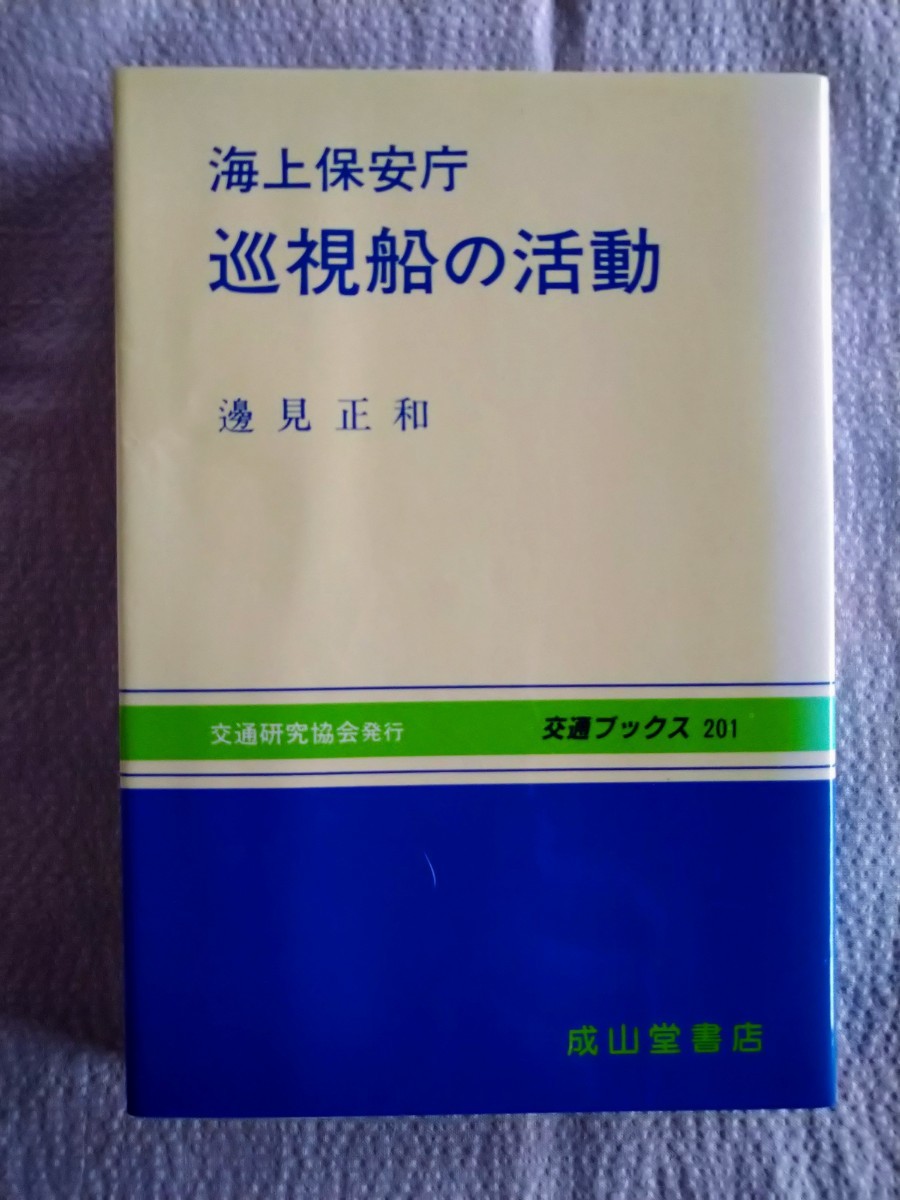 海上保安庁
巡視船の活動
邊見正和
交通研究協会発行
交通ブックス 201
成山堂書店